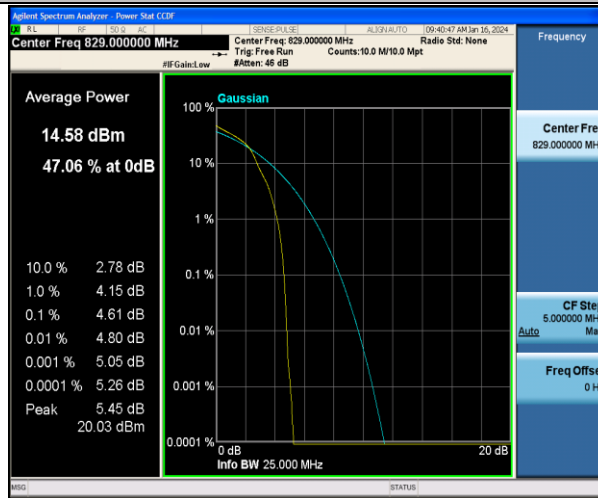 Agilent Spectrum Analyzer - Power Stat CCDF
RL RF 50 Ω AC SENSE:PULSE ALIGN AUTO 09:40:47 AM Jan 16, 2024
Center Freq 829.000000 MHz
Center Freq: 829.000000 MHz Radio Std: None
Trig: Free Run Counts:10.0 M/10.0 Mpt
#IFGain:Low #Atten: 46 dB
Frequency
Average Power
14.58 dBm
47.06 % at 0dB
10.0 % 2.78 dB
1.0 % 4.15 dB
0.1 % 4.61 dB
0.01 % 4.80 dB
0.001 % 5.05 dB
0.0001 % 5.26 dB
Peak 5.45 dB
20.03 dBm
Gaussian
100 %
10 %
1 %
0.1 %
0.01 %
0.001 %
0.0001 %
0 dB 20 dB
Info BW 25.000 MHz
Center Fre
829.000000 MH
CF Ste
5.000000 MH
Auto Ma
Freq Offse
0 H
MSG STATUS